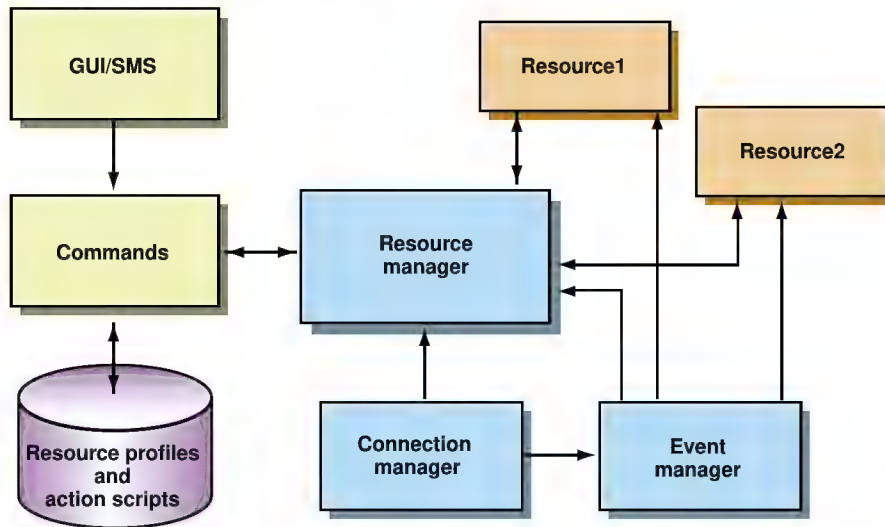 GUI/SMS
Resource1
Resource2
Commands
Resource
manager
Resource profiles
and
action scripts
Connection
manager
Event
manager